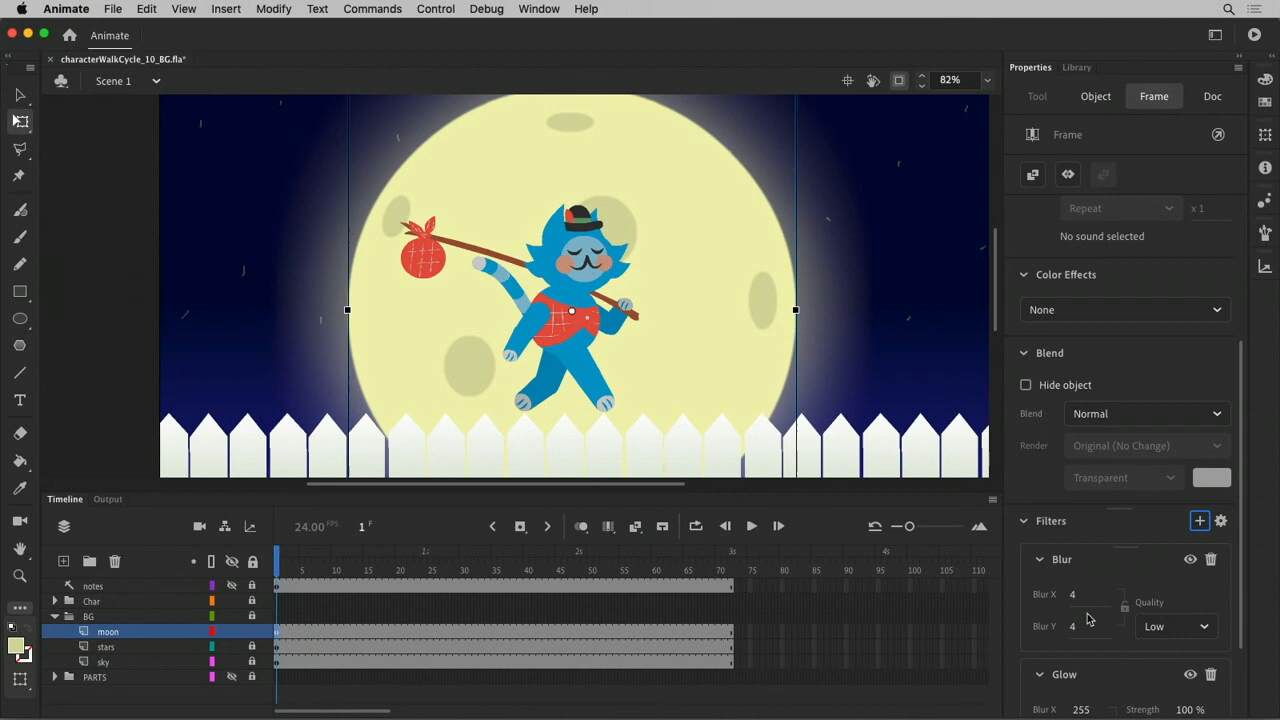 Animate File Edit View Insert Modify Text Commands Control Debug Window Help
Animate
characterWalkCycle_10_BG.fla*
Scene 1 82%
Properties Library
Tool Object Frame Doc
Frame
Repeat x 1
No sound selected
Color Effects
None
Blend
Hide object
Blend Normal
Render Original (No Change)
Transparent
Filters
Blur
Blur X 4
Quality
Blur Y 4 Low
Glow
Blur X 255 Strength 100 %
Timeline Output
24.00 FPS 1 F
1s 2s 3s 4s
5 10 15 20 25 30 35 40 45 50 55 60 65 70 75 80 85 90 95 100 105 110
notes
Char
BG
moon
stars
sky
PARTS